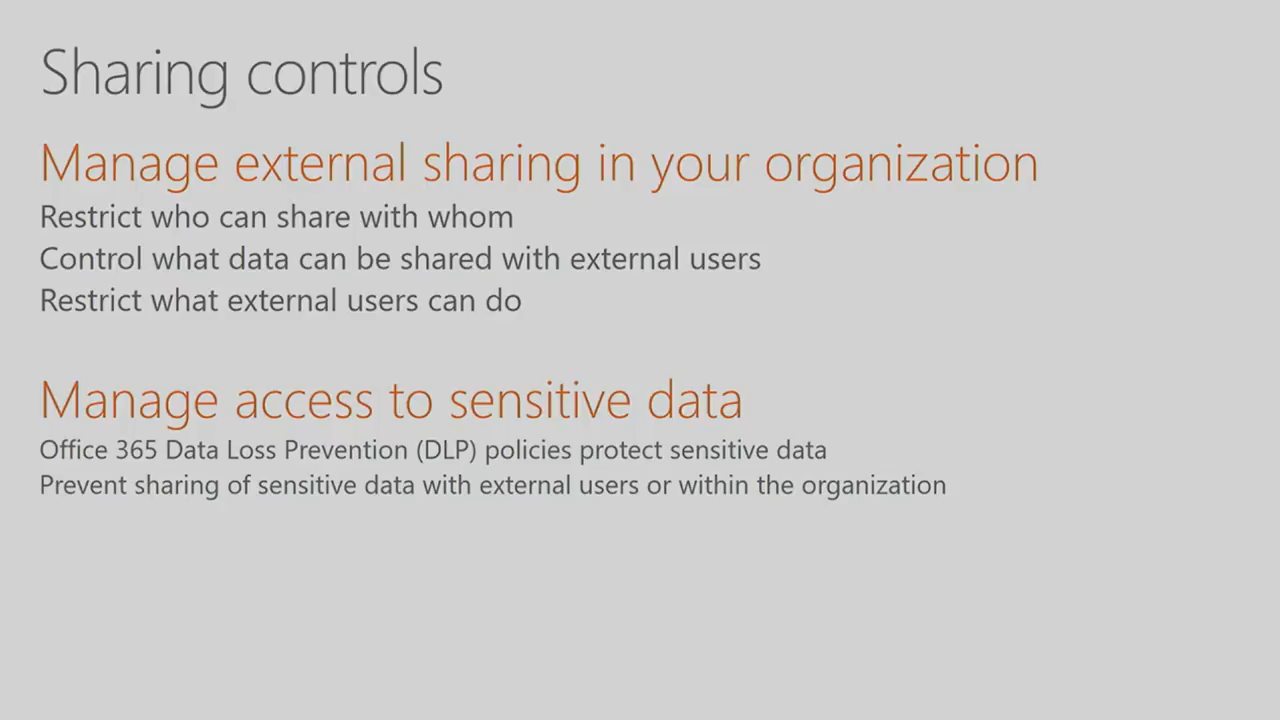 Sharing controls
Manage external sharing in your organization
Restrict who can share with whom
Control what data can be shared with external users
Restrict what external users can do
Manage access to sensitive data
Office 365 Data Loss Prevention (DLP) policies protect sensitive data
Prevent sharing of sensitive data with external users or within the organization